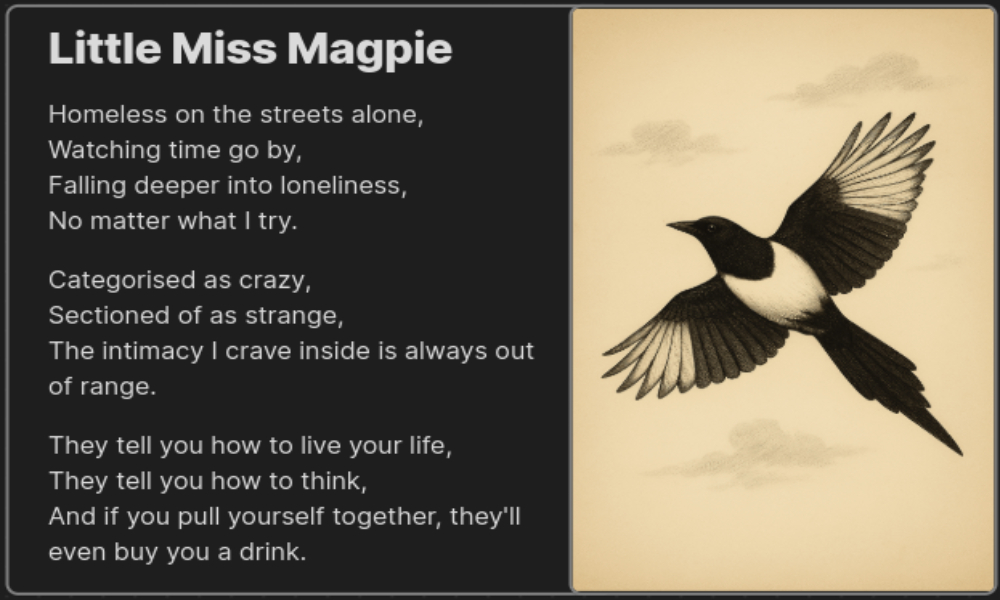 Little Miss Magpie
Homeless on the streets alone,
Watching time go by,
Falling deeper into loneliness,
No matter what I try.
Categorised as crazy,
Sectioned of as strange,
The intimacy I crave inside is always out
of range.
They tell you how to live your life,
They tell you how to think,
And if you pull yourself together, they'll
even buy you a drink.